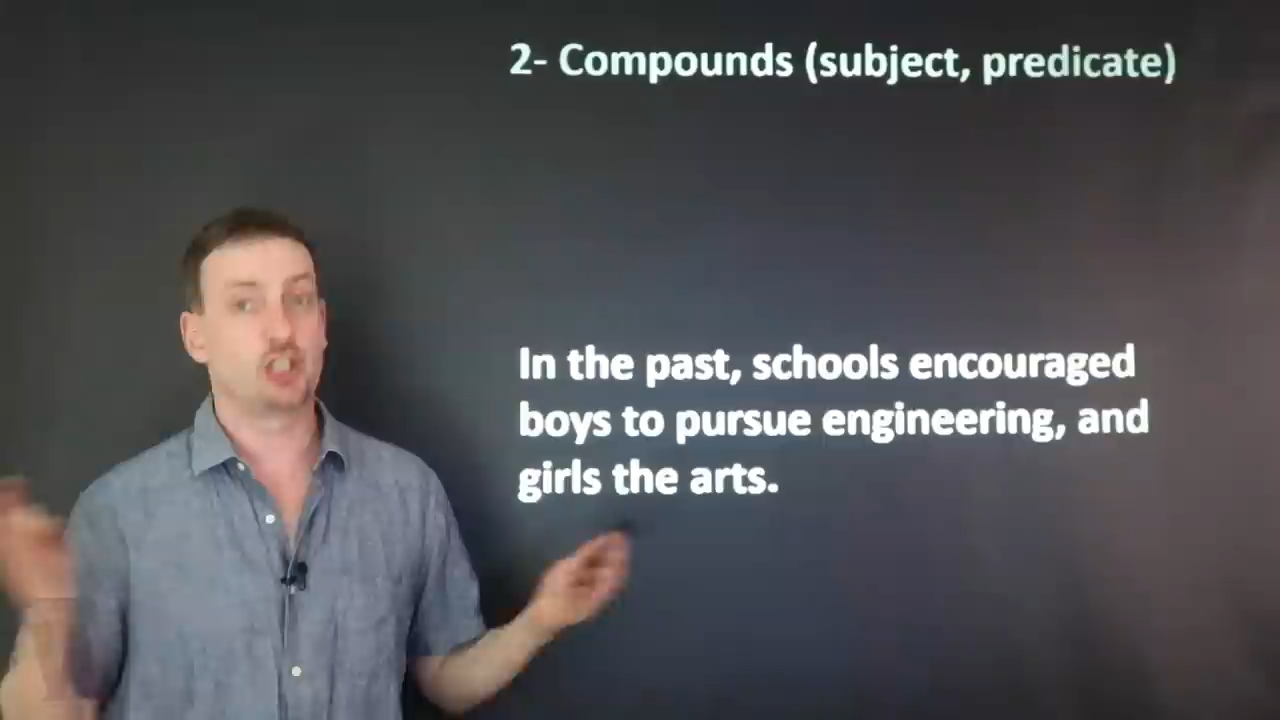 2- Compounds (subject, predicate)
In the past, schools encouraged
boys to pursue engineering, and
girls the arts.